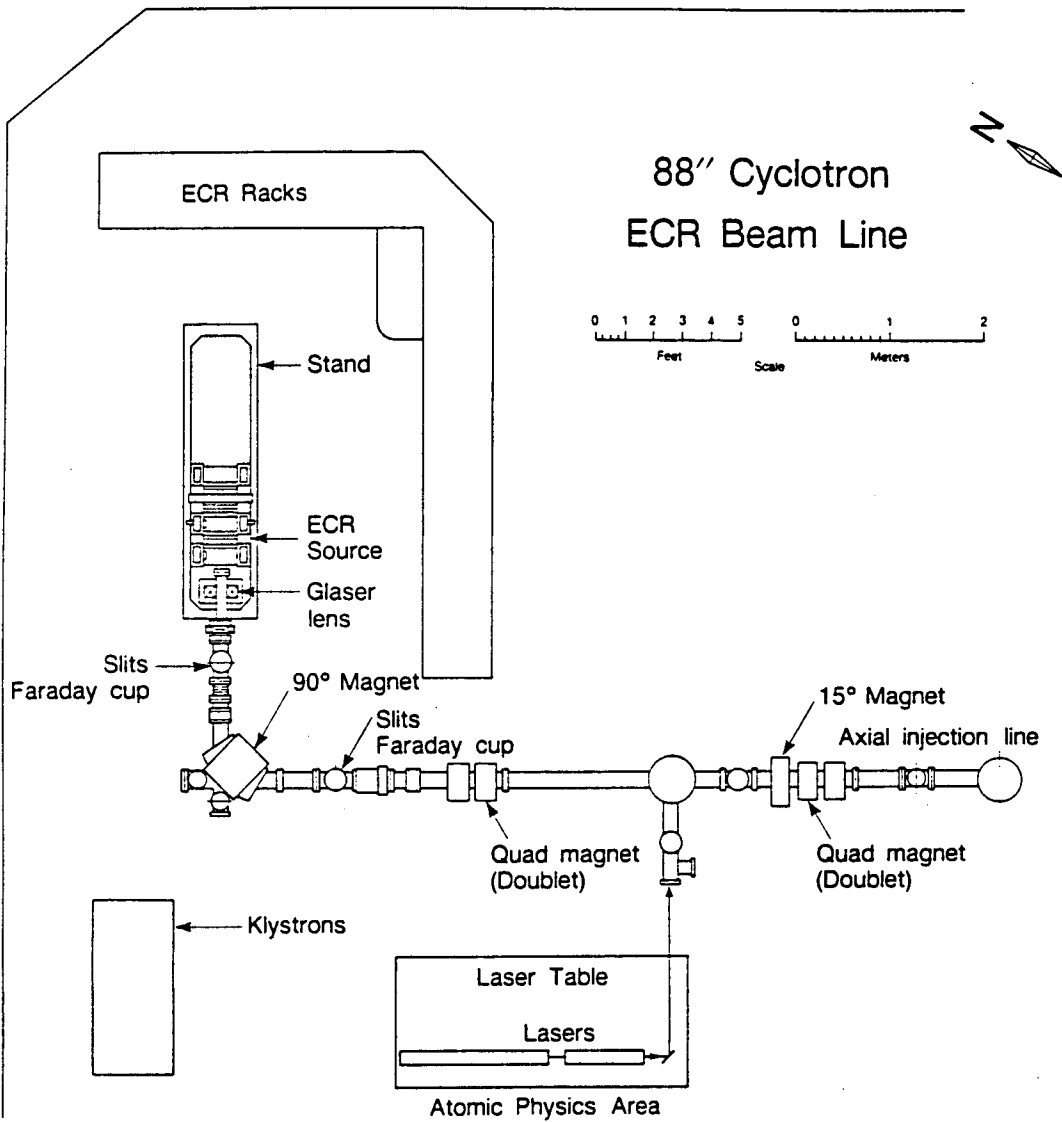 N
88″ Cyclotron
ECR Beam Line
ECR Racks
0 1 2 3 4 5
Feet
Scale
0 1 2
Meters
Stand
ECR
Source
Glaser
lens
Slits
Faraday cup
90° Magnet
Slits
Faraday cup
15° Magnet
Axial injection line
Quad magnet
(Doublet)
Quad magnet
(Doublet)
Klystrons
Laser Table
Lasers
Atomic Physics Area